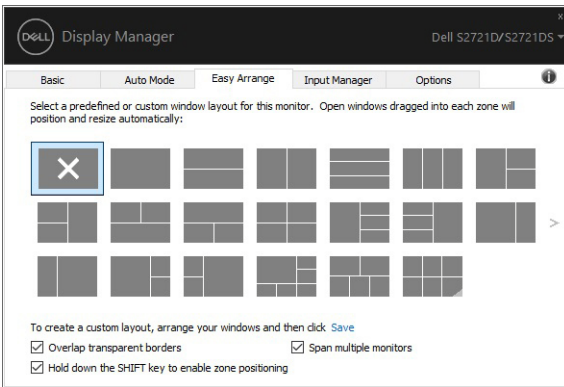 x
DELL Display Manager
Dell S2721D/S2721DS
Basic Auto Mode Easy Arrange Input Manager Options
Select a predefined or custom window layout for this monitor. Open windows dragged into each zone will
position and resize automatically:
To create a custom layout, arrange your windows and then click Save
Overlap transparent borders Span multiple monitors
Hold down the SHIFT key to enable zone positioning